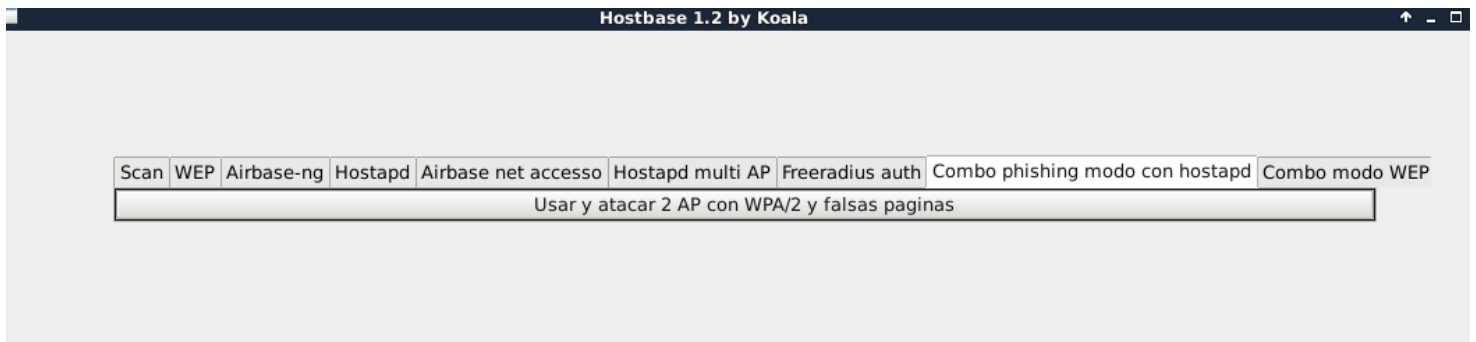 Hostbase 1.2 by Koala
Scan WEP Airbase-ng Hostapd Airbase net accesso Hostapd multi AP Freeradius auth Combo phishing modo con hostapd Combo modo WEP
Usar y atacar 2 AP con WPA/2 y falsas paginas